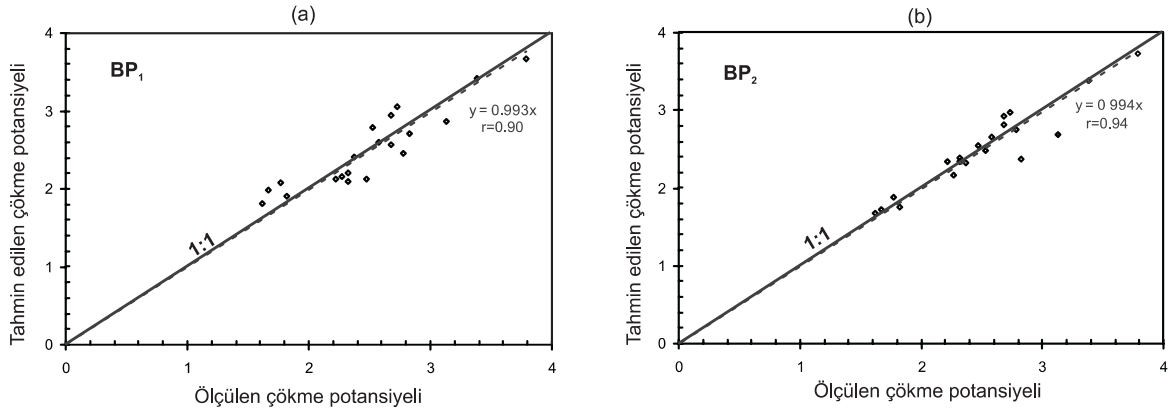 (a)
BP₁
Tahmin edilen çökme potansiyeli
4
3
2
1
0
y = 0.993x
r=0.90
1:1
0 1 2 3 4
Ölçülen çökme potansiyeli
(b)
BP₂
Tahmin edilen çökme potansiyeli
4
3
2
1
0
y = 0 994x
r=0.94
1:1
0 1 2 3 4
Ölçülen çökme potansiyeli